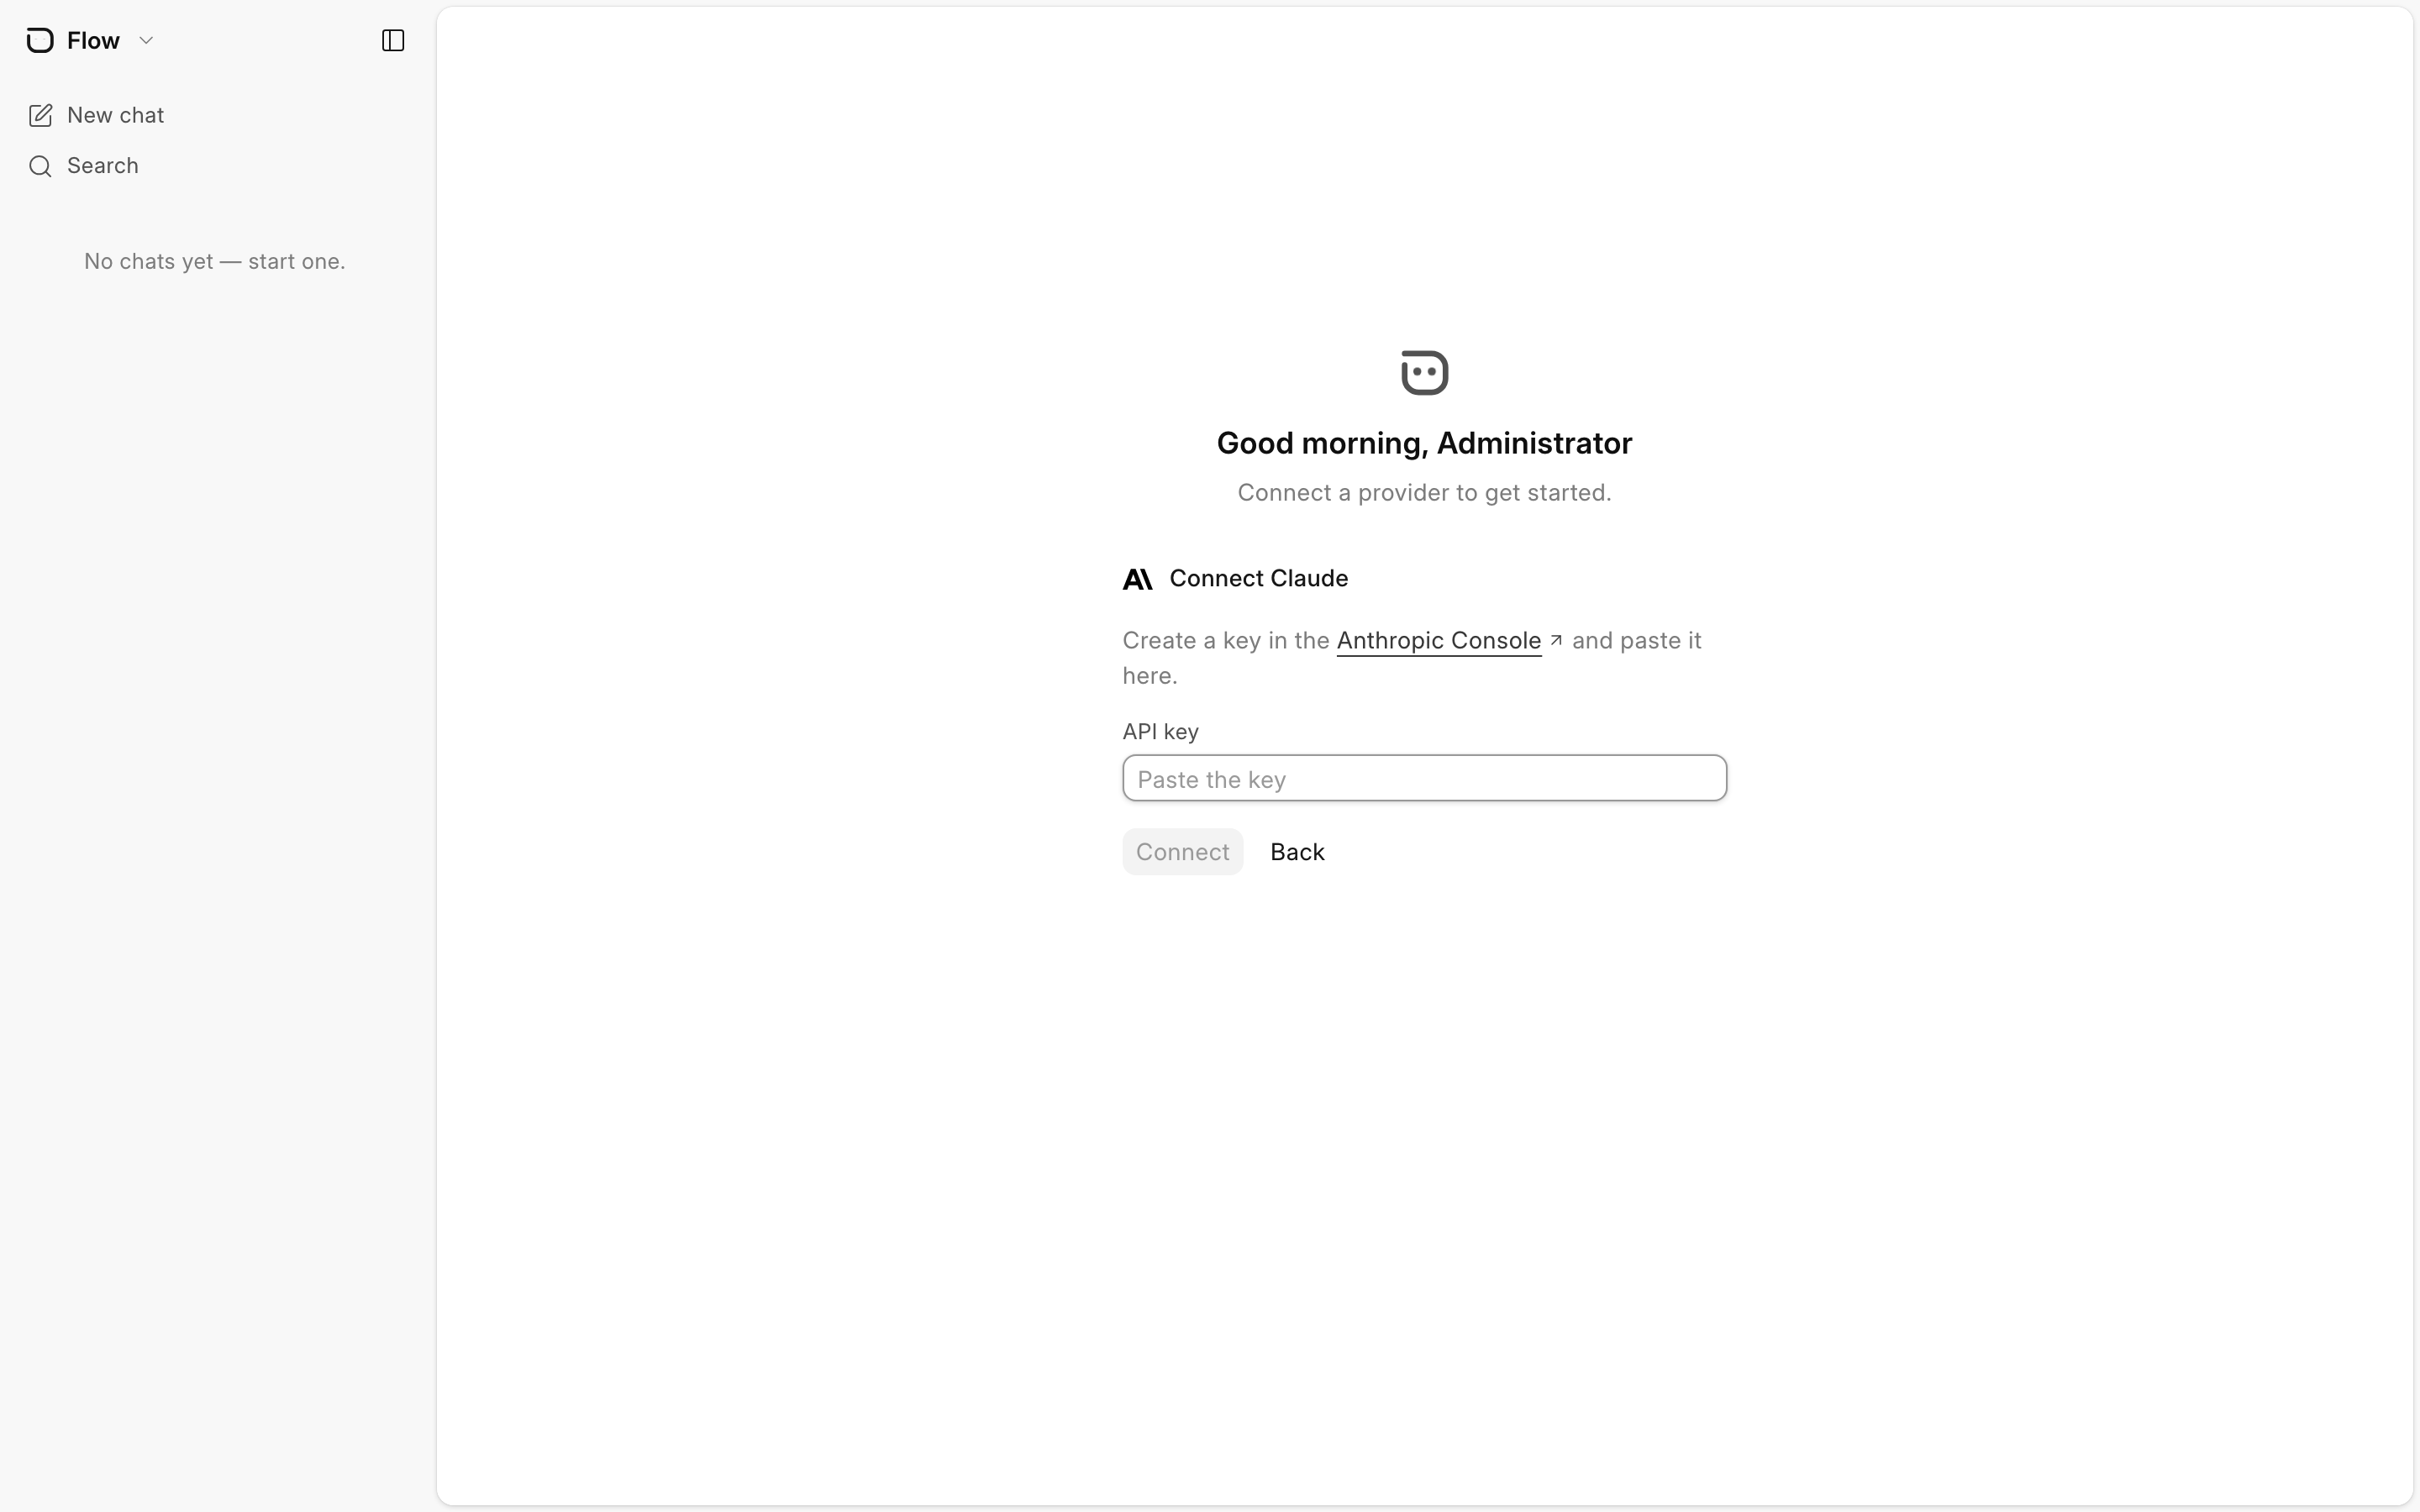 Flow
New chat
Search
No chats yet — start one.
Good morning, Administrator
Connect a provider to get started.
Connect Claude
Create a key in the Anthropic Console ↗ and paste it
here.
API key
Paste the key
Connect Back